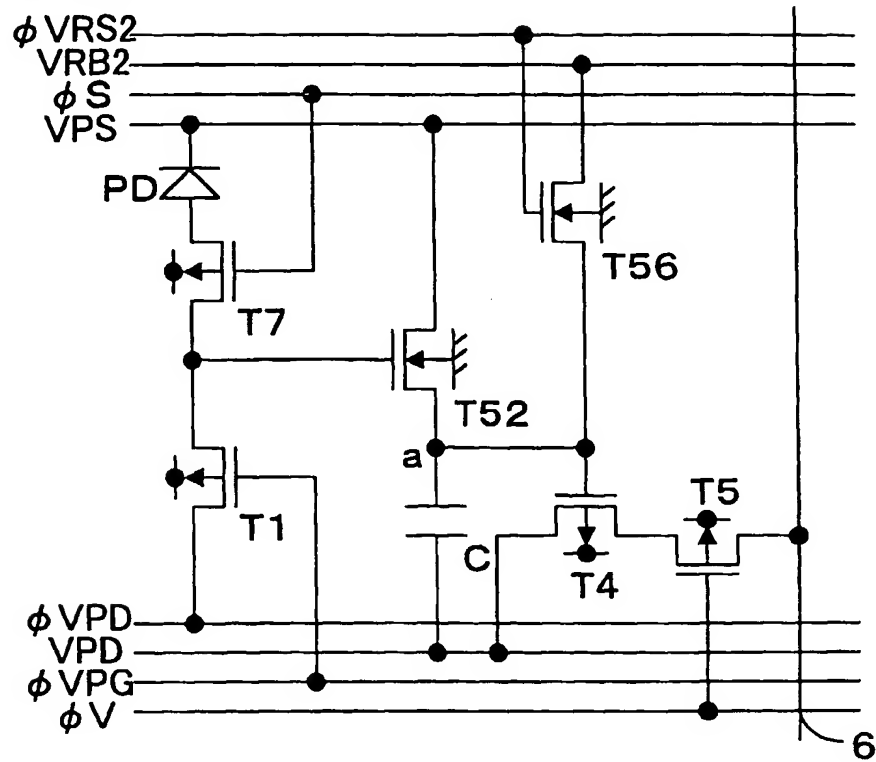 φVRS2
VRB2
φS
VPS
PD
T56
T7
T52
a
T5
T1
C
T4
φVPD
VPD
φVPG
φV
6